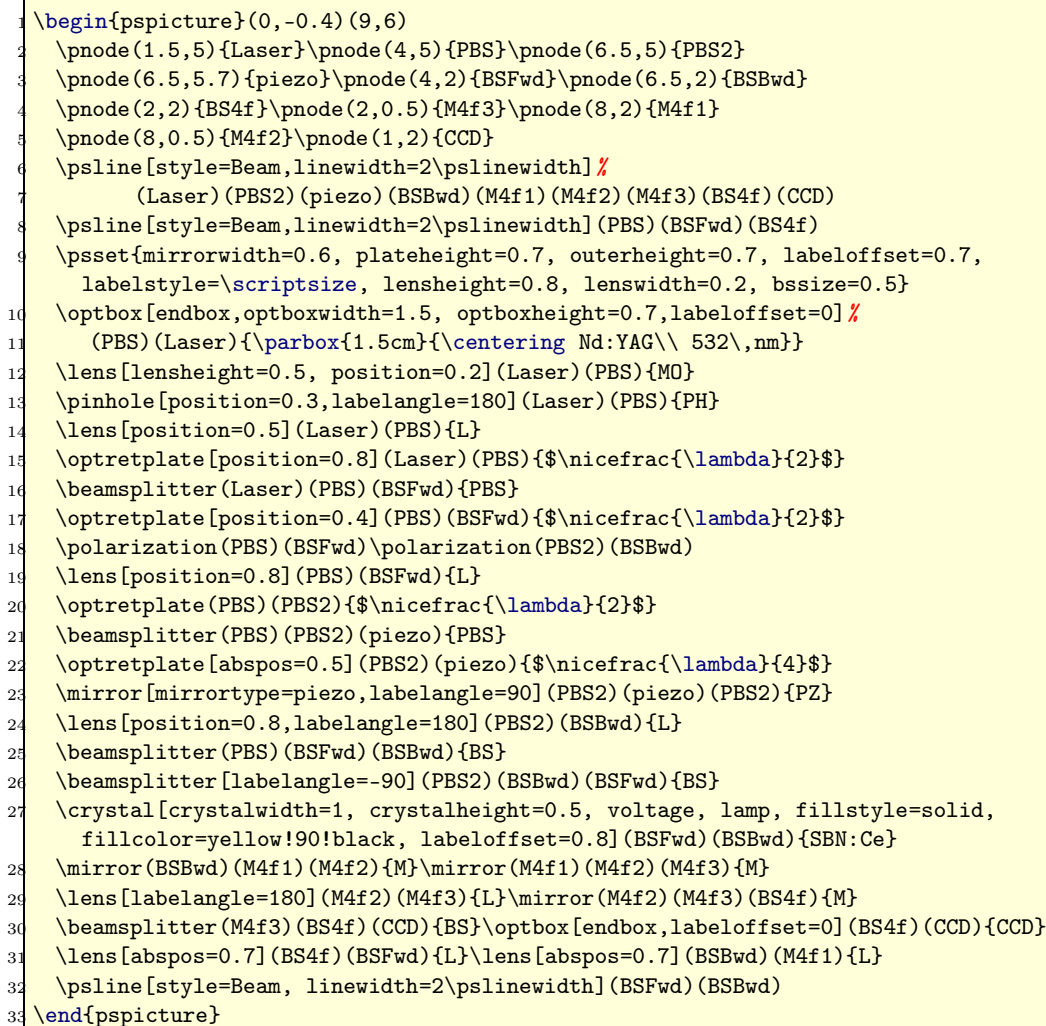 1 \begin{pspicture}(0,-0.4)(9,6)
2 \pnode(1.5,5){Laser}\pnode(4,5){PBS}\pnode(6.5,5){PBS2}
3 \pnode(6.5,5.7){piezo}\pnode(4,2){BSFwd}\pnode(6.5,2){BSBwd}
4 \pnode(2,2){BS4f}\pnode(2,0.5){M4f3}\pnode(8,2){M4f1}
5 \pnode(8,0.5){M4f2}\pnode(1,2){CCD}
6 \psline[style=Beam,linewidth=2\pslinewidth]%
7 (Laser)(PBS2)(piezo)(BSBwd)(M4f1)(M4f2)(M4f3)(BS4f)(CCD)
8 \psline[style=Beam,linewidth=2\pslinewidth](PBS)(BSFwd)(BS4f)
9 \psset{mirrorwidth=0.6, plateheight=0.7, outerheight=0.7, labeloffset=0.7,
labelstyle=\scriptsize, lensheight=0.8, lenswidth=0.2, bssize=0.5}
10 \optbox[endbox,optboxwidth=1.5, optboxheight=0.7,labeloffset=0]%
11 (PBS)(Laser){\parbox{1.5cm}{\centering Nd:YAG\\ 532\,nm}}
12 \lens[lensheight=0.5, position=0.2](Laser)(PBS){MO}
13 \pinhole[position=0.3,labelangle=180](Laser)(PBS){PH}
14 \lens[position=0.5](Laser)(PBS){L}
15 \optretplate[position=0.8](Laser)(PBS){$\nicefrac{\lambda}{2}$}
16 \beamsplitter(Laser)(PBS)(BSFwd){PBS}
17 \optretplate[position=0.4](PBS)(BSFwd){$\nicefrac{\lambda}{2}$}
18 \polarization(PBS)(BSFwd)\polarization(PBS2)(BSBwd)
19 \lens[position=0.8](PBS)(BSFwd){L}
20 \optretplate(PBS)(PBS2){$\nicefrac{\lambda}{2}$}
21 \beamsplitter(PBS)(PBS2)(piezo){PBS}
22 \optretplate[abspos=0.5](PBS2)(piezo){$\nicefrac{\lambda}{4}$}
23 \mirror[mirrortype=piezo,labelangle=90](PBS2)(piezo)(PBS2){PZ}
24 \lens[position=0.8,labelangle=180](PBS2)(BSBwd){L}
25 \beamsplitter(PBS)(BSFwd)(BSBwd){BS}
26 \beamsplitter[labelangle=-90](PBS2)(BSBwd)(BSFwd){BS}
27 \crystal[crystalwidth=1, crystalheight=0.5, voltage, lamp, fillstyle=solid,
fillcolor=yellow!90!black, labeloffset=0.8](BSFwd)(BSBwd){SBN:Ce}
28 \mirror(BSBwd)(M4f1)(M4f2){M}\mirror(M4f1)(M4f2)(M4f3){M}
29 \lens[labelangle=180](M4f2)(M4f3){L}\mirror(M4f2)(M4f3)(BS4f){M}
30 \beamsplitter(M4f3)(BS4f)(CCD){BS}\optbox[endbox,labeloffset=0](BS4f)(CCD){CCD}
31 \lens[abspos=0.7](BS4f)(BSFwd){L}\lens[abspos=0.7](BSBwd)(M4f1){L}
32 \psline[style=Beam, linewidth=2\pslinewidth](BSFwd)(BSBwd)
33 \end{pspicture}